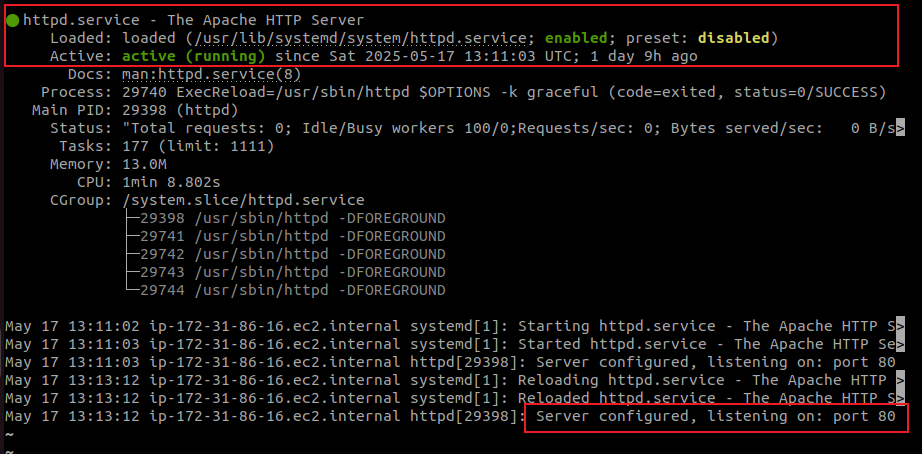 ● httpd.service - The Apache HTTP Server
Loaded: loaded (/usr/lib/systemd/system/httpd.service; enabled; preset: disabled)
Active: active (running) since Sat 2025-05-17 13:11:03 UTC; 1 day 9h ago
Docs: man:httpd.service(8)
Process: 29740 ExecReload=/usr/sbin/httpd $OPTIONS -k graceful (code=exited, status=0/SUCCESS)
Main PID: 29398 (httpd)
Status: "Total requests: 0; Idle/Busy workers 100/0;Requests/sec: 0; Bytes served/sec:   0 B/s>
Tasks: 177 (limit: 1111)
Memory: 13.0M
CPU: 1min 8.802s
CGroup: /system.slice/httpd.service
├─29398 /usr/sbin/httpd -DFOREGROUND
├─29741 /usr/sbin/httpd -DFOREGROUND
├─29742 /usr/sbin/httpd -DFOREGROUND
├─29743 /usr/sbin/httpd -DFOREGROUND
└─29744 /usr/sbin/httpd -DFOREGROUND
May 17 13:11:02 ip-172-31-86-16.ec2.internal systemd[1]: Starting httpd.service - The Apache HTTP S>
May 17 13:11:03 ip-172-31-86-16.ec2.internal systemd[1]: Started httpd.service - The Apache HTTP Se>
May 17 13:11:03 ip-172-31-86-16.ec2.internal httpd[29398]: Server configured, listening on: port 80
May 17 13:13:12 ip-172-31-86-16.ec2.internal systemd[1]: Reloading httpd.service - The Apache HTTP >
May 17 13:13:12 ip-172-31-86-16.ec2.internal systemd[1]: Reloaded httpd.service - The Apache HTTP S>
May 17 13:13:12 ip-172-31-86-16.ec2.internal httpd[29398]: Server configured, listening on: port 80
~
~